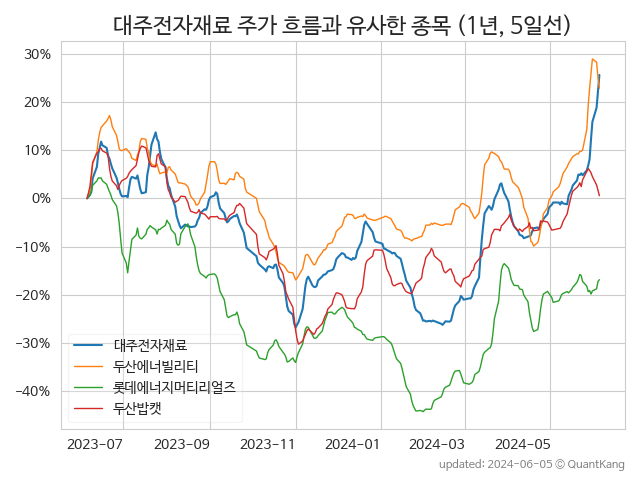 대주전자재료 주가 흐름과 유사한 종목 (1년, 5일선)
30%
20%
10%
0%
−10%
−20%
−30%
−40%
대주전자재료
두산에너빌리티
롯데에너지머티리얼즈
두산밥캣
2023-07 2023-09 2023-11 2024-01 2024-03 2024-05
updated: 2024-06-05 © QuantKang